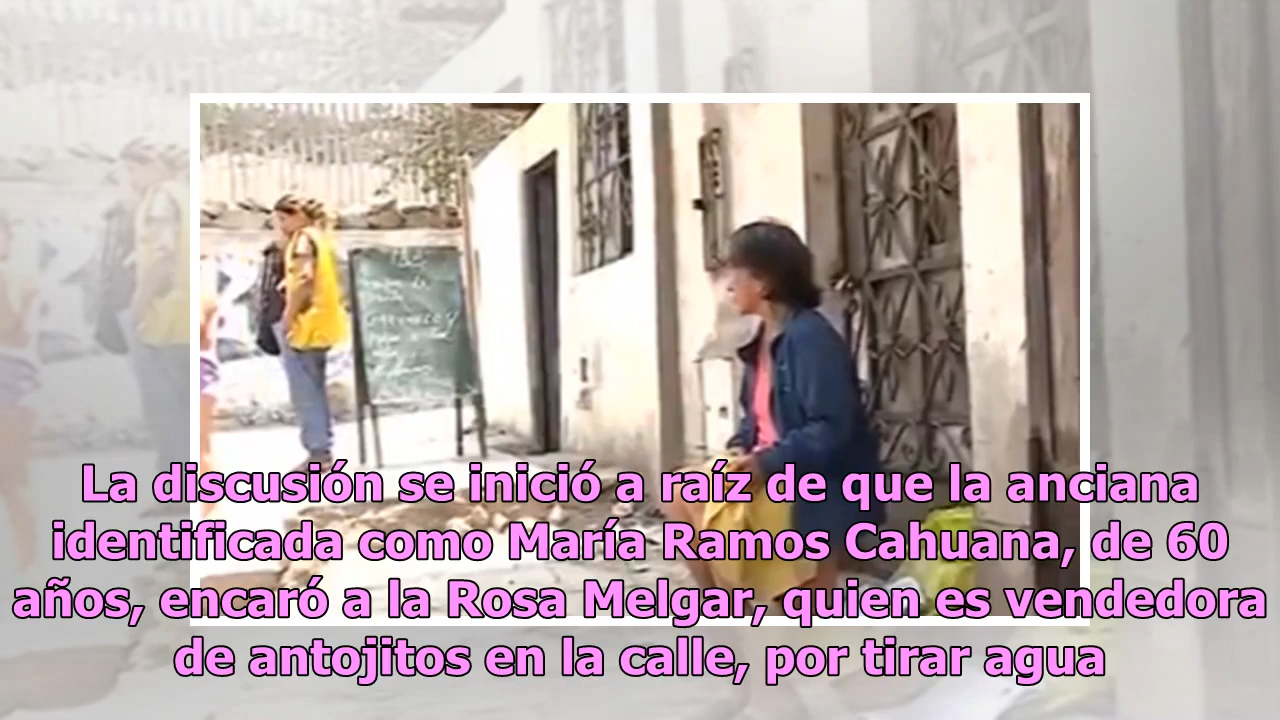 La discusión se inició a raíz de que la anciana
identificada como María Ramos Cahuana, de 60
años, encaró a la Rosa Melgar, quien es vendedora
de antojitos en la calle, por tirar agua